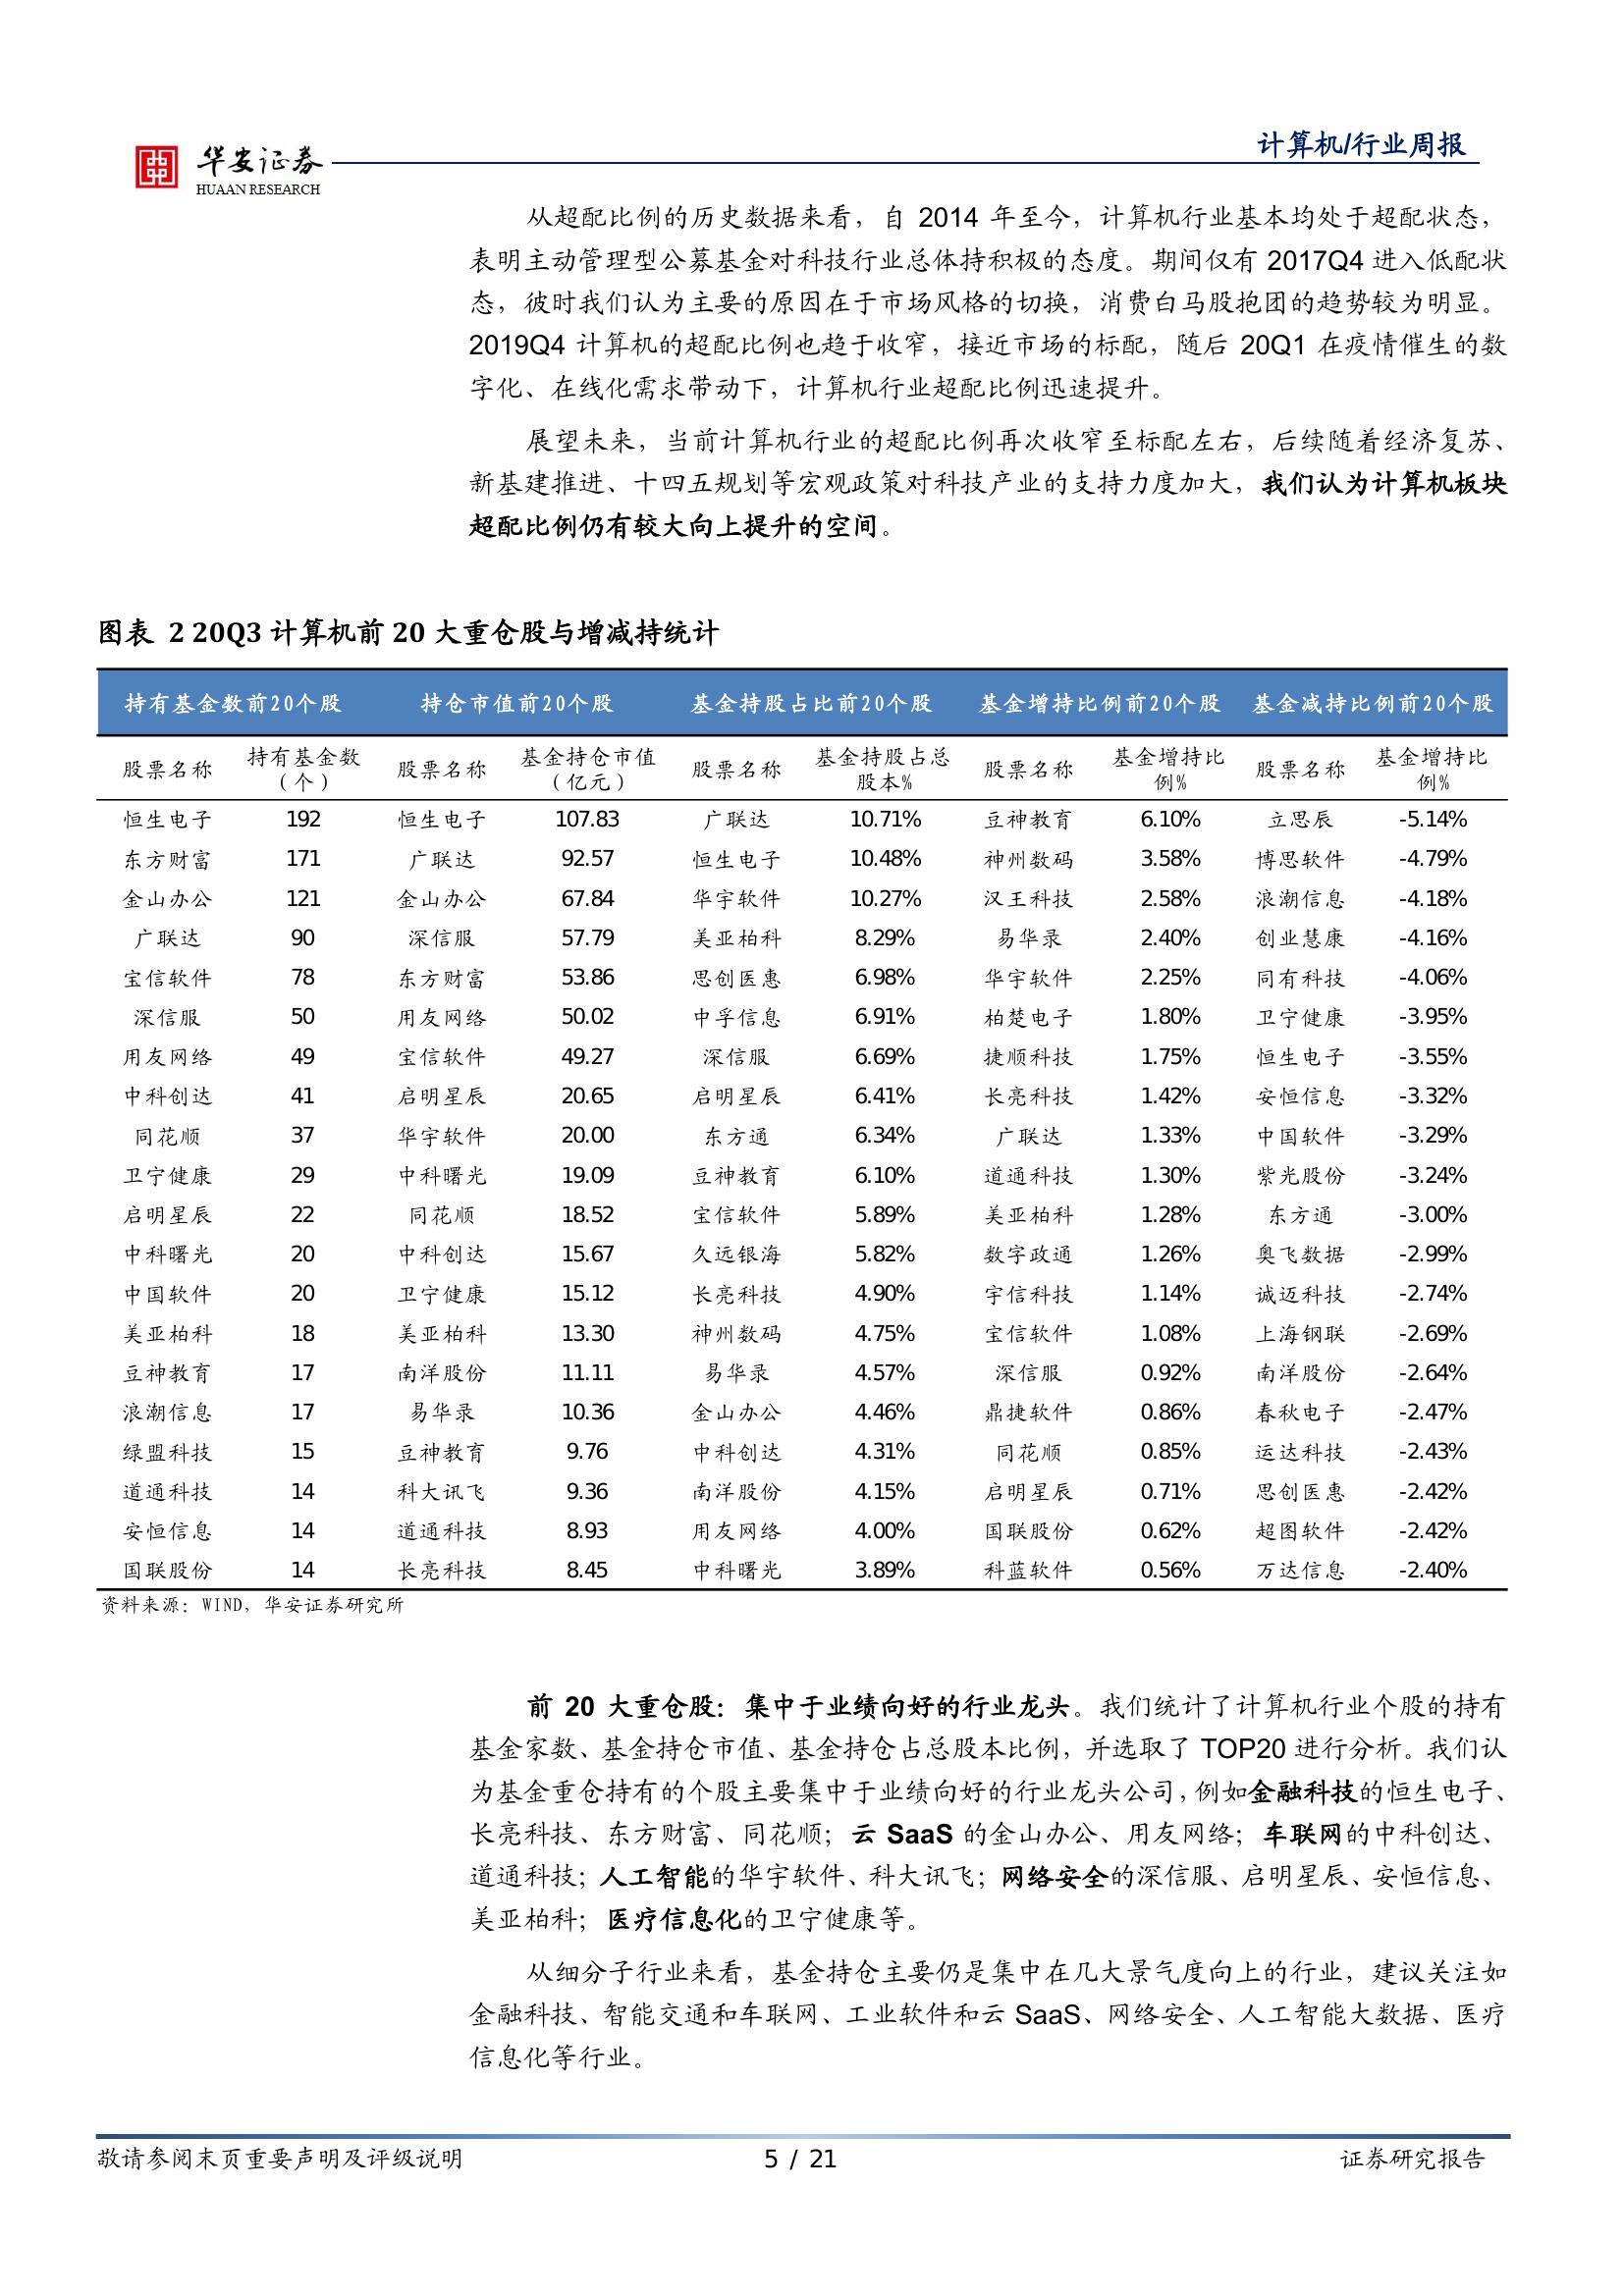 华安证券
HUAAN RESEARCH
计算机/行业周报
从超配比例的历史数据来看，自 2014 年至今，计算机行业基本均处于超配状态，
表明主动管理型公募基金对科技行业总体持积极的态度。期间仅有 2017Q4 进入低配状
态，彼时我们认为主要的原因在于市场风格的切换，消费白马股抱团的趋势较为明显。
2019Q4 计算机的超配比例也趋于收窄，接近市场的标配，随后 20Q1 在疫情催生的数
字化、在线化需求带动下，计算机行业超配比例迅速提升。
展望未来，当前计算机行业的超配比例再次收窄至标配左右，后续随着经济复苏、
新基建推进、十四五规划等宏观政策对科技产业的支持力度加大，我们认为计算机板块
超配比例仍有较大向上提升的空间。
图表 2 20Q3 计算机前 20 大重仓股与增减持统计
持有基金数前20个股 持仓市值前20个股 基金持股占比前20个股 基金增持比例前20个股 基金减持比例前20个股
股票名称 持有基金数（个） 股票名称 基金持仓市值（亿元） 股票名称 基金持股占总股本% 股票名称 基金增持比例% 股票名称 基金增持比例%
恒生电子 192 恒生电子 107.83 广联达 10.71% 豆神教育 6.10% 立思辰 -5.14%
东方财富 171 广联达 92.57 恒生电子 10.48% 神州数码 3.58% 博思软件 -4.79%
金山办公 121 金山办公 67.84 华宇软件 10.27% 汉王科技 2.58% 浪潮信息 -4.18%
广联达 90 深信服 57.79 美亚柏科 8.29% 易华录 2.40% 创业慧康 -4.16%
宝信软件 78 东方财富 53.86 思创医惠 6.98% 华宇软件 2.25% 同有科技 -4.06%
深信服 50 用友网络 50.02 中孚信息 6.91% 柏楚电子 1.80% 卫宁健康 -3.95%
用友网络 49 宝信软件 49.27 深信服 6.69% 捷顺科技 1.75% 恒生电子 -3.55%
中科创达 41 启明星辰 20.65 启明星辰 6.41% 长亮科技 1.42% 安恒信息 -3.32%
同花顺 37 华宇软件 20.00 东方通 6.34% 广联达 1.33% 中国软件 -3.29%
卫宁健康 29 中科曙光 19.09 豆神教育 6.10% 道通科技 1.30% 紫光股份 -3.24%
启明星辰 22 同花顺 18.52 宝信软件 5.89% 美亚柏科 1.28% 东方通 -3.00%
中科曙光 20 中科创达 15.67 久远银海 5.82% 数字政通 1.26% 奥飞数据 -2.99%
中国软件 20 卫宁健康 15.12 长亮科技 4.90% 宇信科技 1.14% 诚迈科技 -2.74%
美亚柏科 18 美亚柏科 13.30 神州数码 4.75% 宝信软件 1.08% 上海钢联 -2.69%
豆神教育 17 南洋股份 11.11 易华录 4.57% 深信服 0.92% 南洋股份 -2.64%
浪潮信息 17 易华录 10.36 金山办公 4.46% 鼎捷软件 0.86% 春秋电子 -2.47%
绿盟科技 15 豆神教育 9.76 中科创达 4.31% 同花顺 0.85% 运达科技 -2.43%
道通科技 14 科大讯飞 9.36 南洋股份 4.15% 启明星辰 0.71% 思创医惠 -2.42%
安恒信息 14 道通科技 8.93 用友网络 4.00% 国联股份 0.62% 超图软件 -2.42%
国联股份 14 长亮科技 8.45 中科曙光 3.89% 科蓝软件 0.56% 万达信息 -2.40%
资料来源：WIND，华安证券研究所
前 20 大重仓股：集中于业绩向好的行业龙头。我们统计了计算机行业个股的持有
基金家数、基金持仓市值、基金持仓占总股本比例，并选取了 TOP20 进行分析。我们认
为基金重仓持有的个股主要集中于业绩向好的行业龙头公司，例如金融科技的恒生电子、
长亮科技、东方财富、同花顺；云 SaaS 的金山办公、用友网络；车联网的中科创达、
道通科技；人工智能的华宇软件、科大讯飞；网络安全的深信服、启明星辰、安恒信息、
美亚柏科；医疗信息化的卫宁健康等。
从细分子行业来看，基金持仓主要仍是集中在几大景气度向上的行业，建议关注如
金融科技、智能交通和车联网、工业软件和云 SaaS、网络安全、人工智能大数据、医疗
信息化等行业。
敬请参阅末页重要声明及评级说明 5 / 21 证券研究报告